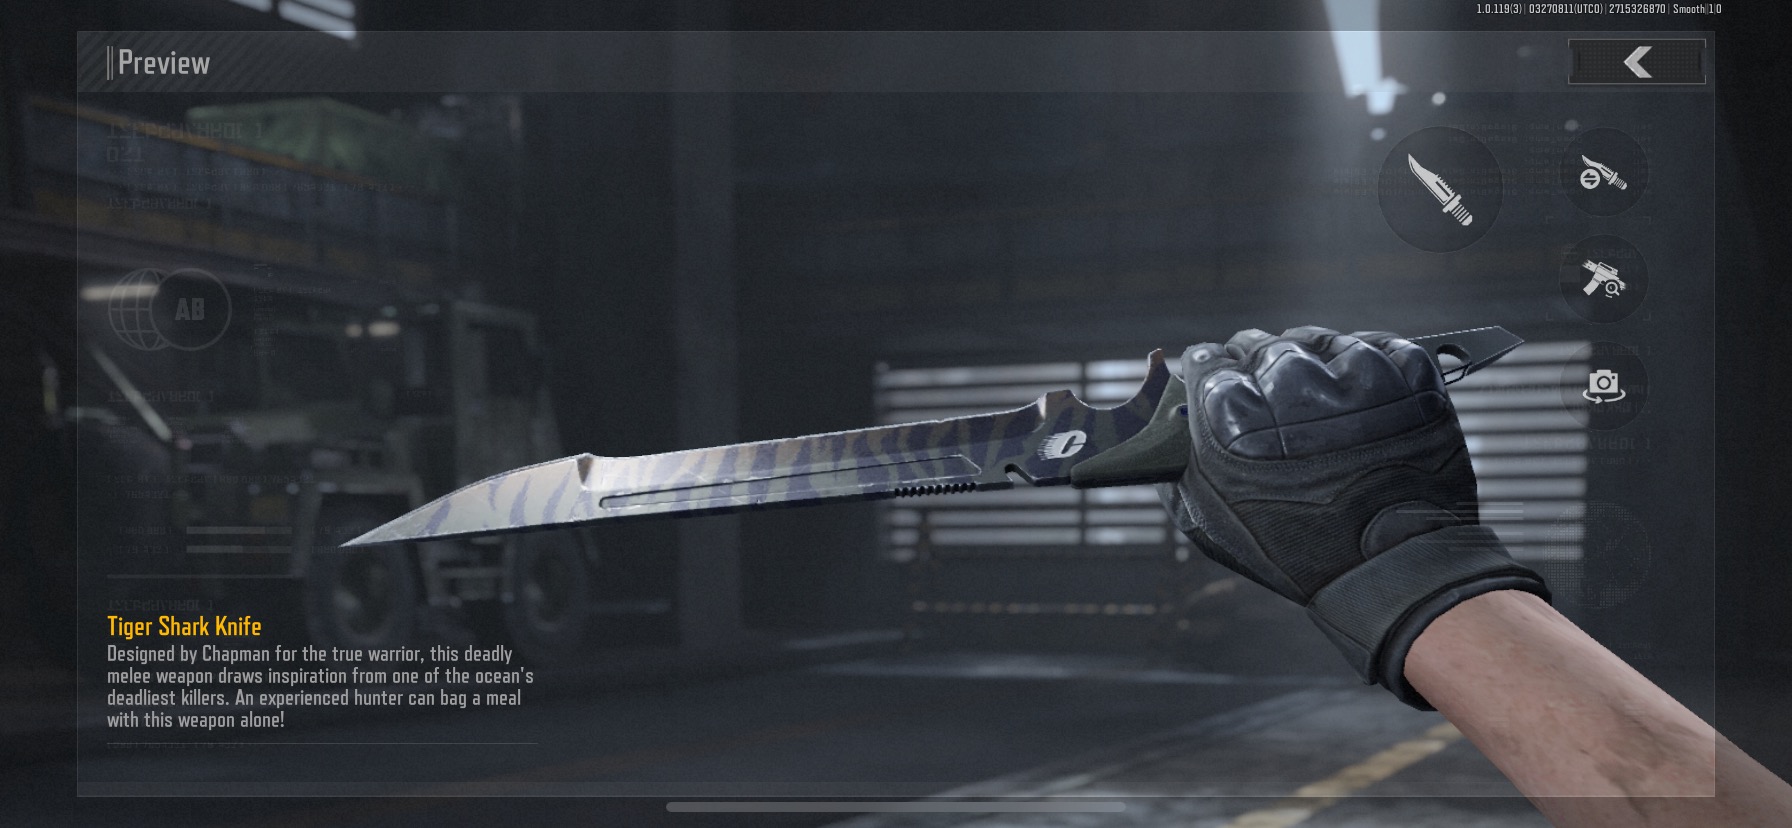 1.0.119(3) | 03270811(UTC0) | 2715326870 | Smooth|1|0
Preview
AB
Tiger Shark Knife
Designed by Chapman for the true warrior, this deadly
melee weapon draws inspiration from one of the ocean's
deadliest killers. An experienced hunter can bag a meal
with this weapon alone!